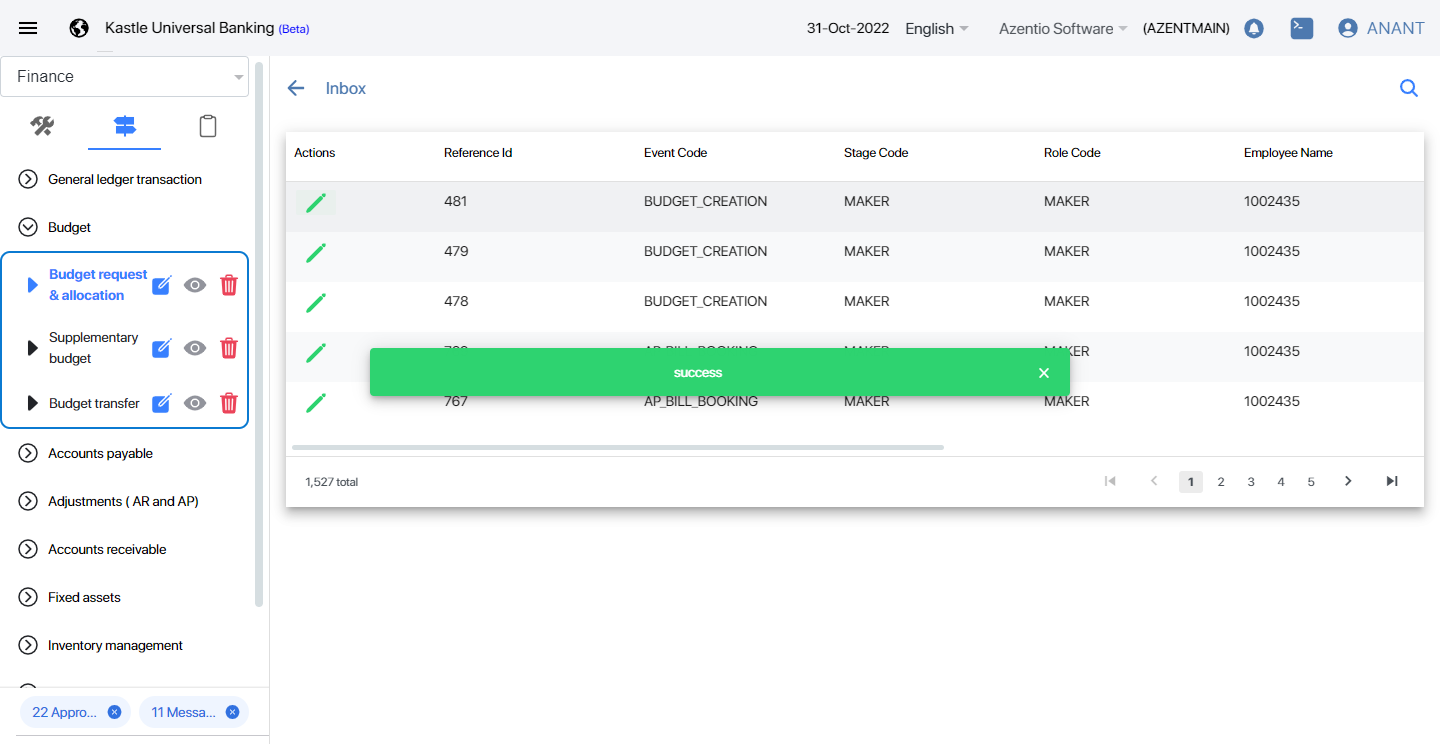 Kastle Universal Banking (Beta)
31-Oct-2022 English Azentio Software (AZENTMAIN) ANANT
Finance
General ledger transaction
Budget
Budget request
& allocation
Supplementary
budget
Budget transfer
Accounts payable
Adjustments ( AR and AP)
Accounts receivable
Fixed assets
Inventory management
22 Appro... 11 Messa...
Inbox
Actions Reference Id Event Code Stage Code Role Code Employee Name
481 BUDGET_CREATION MAKER MAKER 1002435
479 BUDGET_CREATION MAKER MAKER 1002435
478 BUDGET_CREATION MAKER MAKER 1002435
AP_BILL_BOOKING MAKER MAKER 1002435
success
767 AP_BILL_BOOKING MAKER MAKER 1002435
1,527 total
1 2 3 4 5